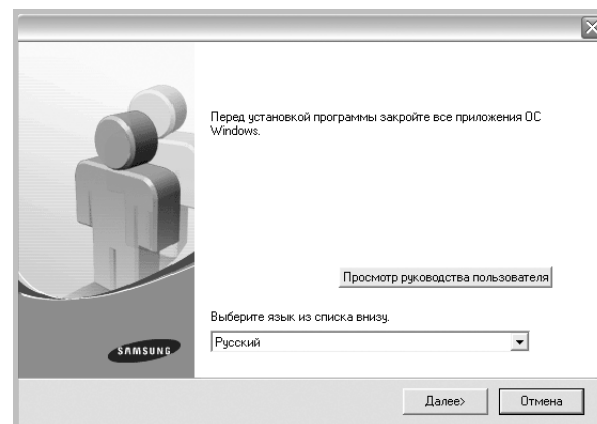 Перед установкой программы закройте все приложения ОС
Windows.
Просмотр руководства пользователя
Выберите язык из списка внизу.
Русский
SAMSUNG
Далее>
Отмена